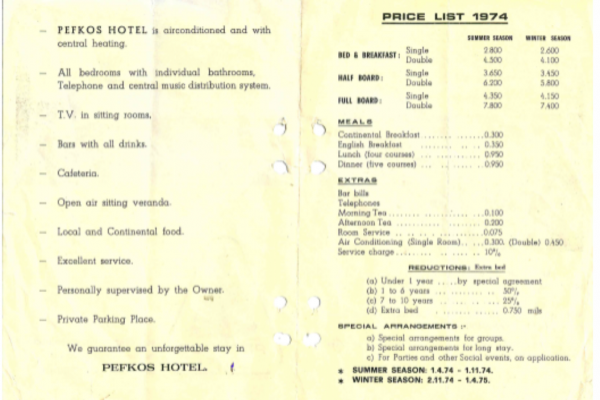 — PEFKOS HOTEL is airconditioned and with
central heating.
— All bedrooms with individual bathrooms,
Telephone and central music distribution system.
— T.V. in sitting rooms.
— Bars with all drinks.
— Cafeteria.
— Open air sitting veranda.
— Local and Continental food.
— Excellent service.
— Personally supervised by the Owner.
— Private Parking Place.
We guarantee an unforgettable stay in
PEFKOS HOTEL.
PRICE LIST 1974
SUMMER SEASON WINTER SEASON
BED & BREAKFAST: Single 2.800 2.600
Double 4.500 4.100
HALF BOARD: Single 3.650 3.450
Double 6.200 5.800
FULL BOARD: Single 4.350 4.150
Double 7.800 7.400
MEALS
Continental Breakfast ... ... ... ... 0.300
English Breakfast ... ... ... 0.350
Lunch (four courses) ... ... ... 0.950
Dinner (five courses) ... ... ... 0.950
EXTRAS
Bar bills
Telephones
Morning Tea ... ... ... ... 0.100
Afternoon Tea ... ... ... ... 0.200
Room Service ... ... ... ... 0.075
Air Conditioning (Single Room)... ... 0.300, (Double) 0.450
Service charge ... ... ... ... 10%
REDUCTIONS: Extra bed
(a) Under 1 year .....by special agreement
(b) 1 to 6 years ... ... ... ... 50%
(c) 7 to 10 years ... ... ... ... 25%
(d) Extra bed ... ... ... ... 0.750 mils
SPECIAL ARRANGEMENTS :-
a) Special arrangements for groups.
b) Special arrangements for long stay.
c) For Parties and other Social events, on application.
* SUMMER SEASON: 1.4.74 - 1.11.74.
* WINTER SEASON: 2.11.74 - 1.4.75.